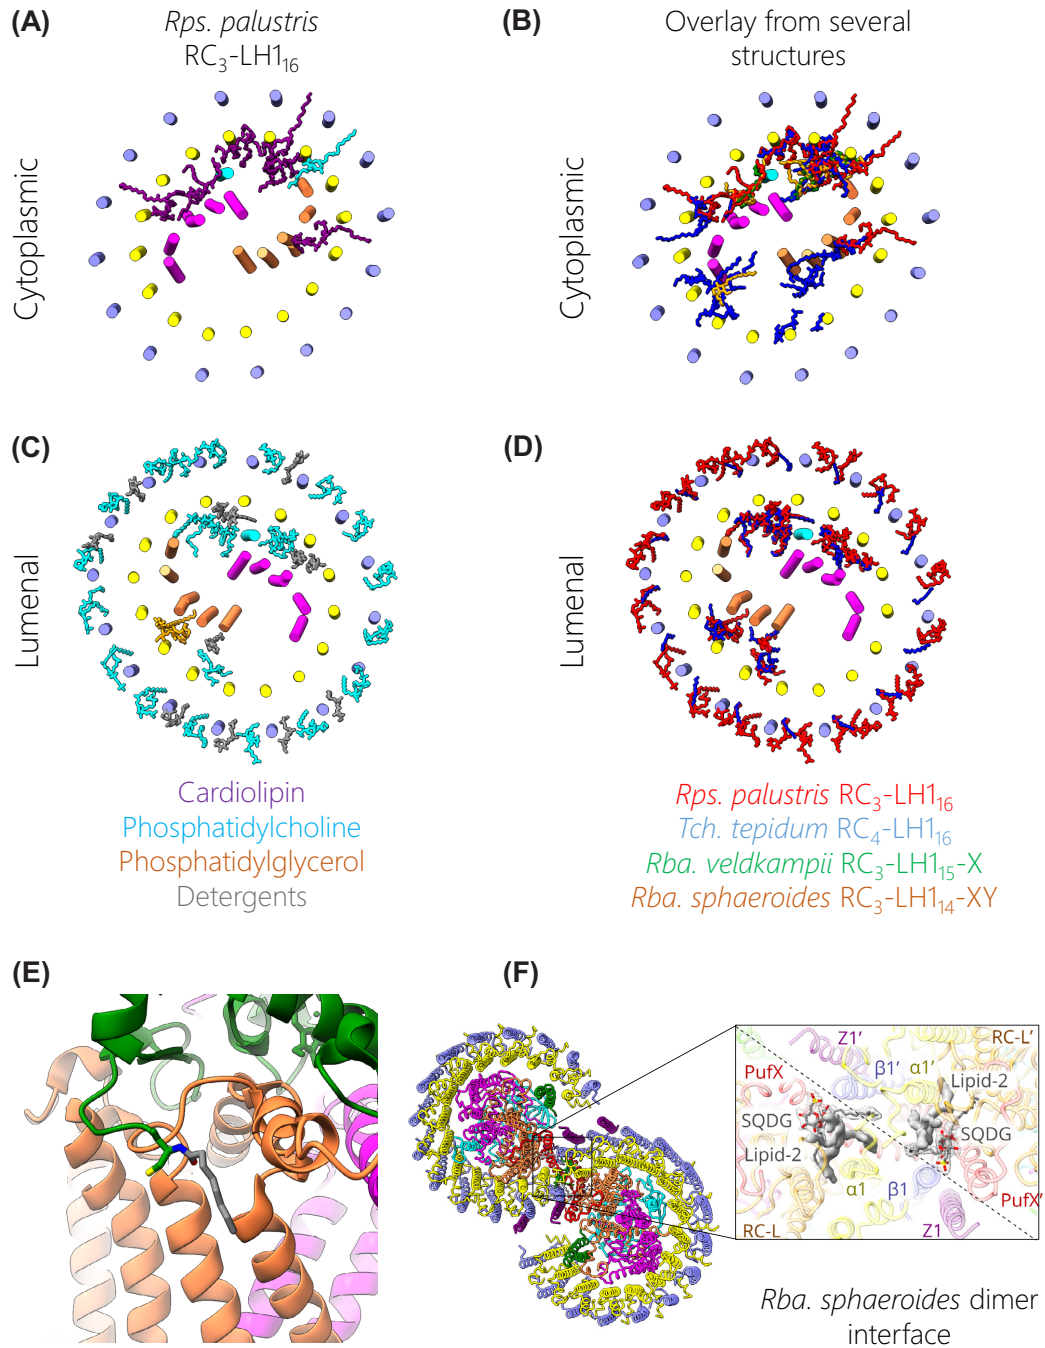 (A)
Rps. palustris
RC3-LH116
Cytoplasmic
(B)
Overlay from several
structures
Cytoplasmic
(C)
Lumenal
Cardiolipin
Phosphatidylcholine
Phosphatidylglycerol
Detergents
(D)
Lumenal
Rps. palustris RC3-LH116
Tch. tepidum RC4-LH116
Rba. veldkampii RC3-LH115-X
Rba. sphaeroides RC3-LH114-XY
(E)
(F)
Z1′
RC-L′
β1′
α1′
PufX
Lipid-2
SQDG
SQDG
Lipid-2
α1
β1
PufX′
RC-L
Z1
Rba. sphaeroides dimer
interface